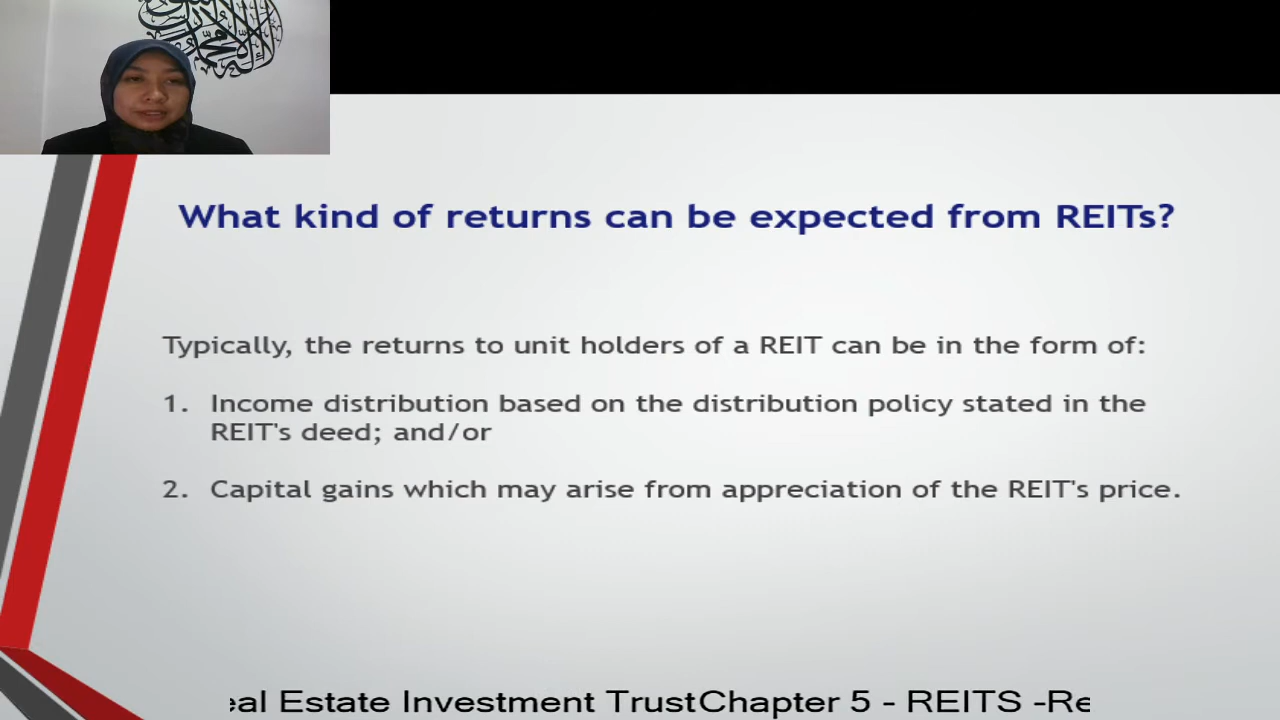 What kind of returns can be expected from REITs?
Typically, the returns to unit holders of a REIT can be in the form of:
1. Income distribution based on the distribution policy stated in the
REIT's deed; and/or
2. Capital gains which may arise from appreciation of the REIT's price.
Estate Investment TrustChapter 5 - REITS -Re